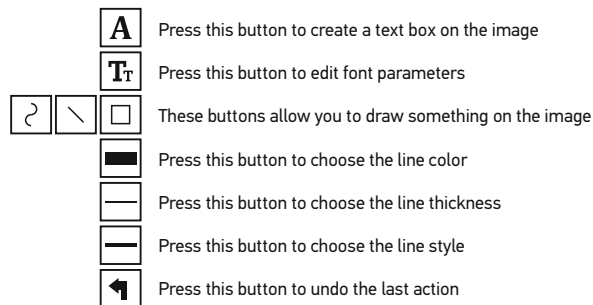 A Press this button to create a text box on the image
TT Press this button to edit font parameters
These buttons allow you to draw something on the image
Press this button to choose the line color
Press this button to choose the line thickness
Press this button to choose the line style
Press this button to undo the last action